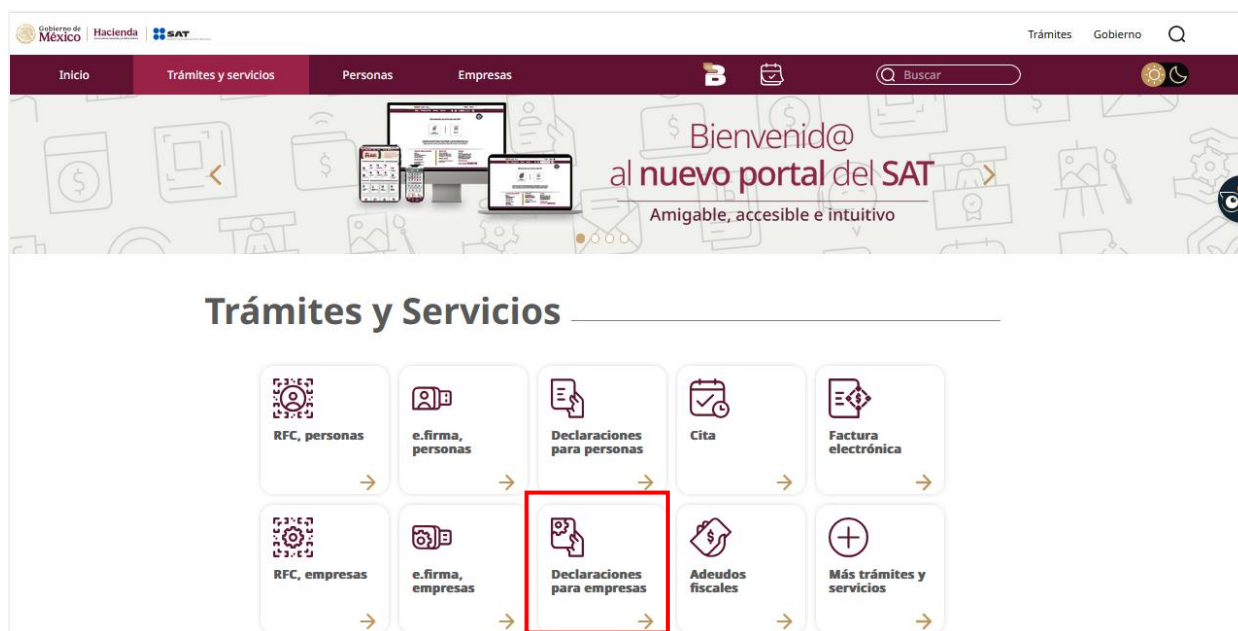 Gobierno de
México
Hacienda
SAT
Trámites
Gobierno
Inicio
Trámites y servicios
Personas
Empresas
Buscar
Bienvenid@
al nuevo portal del SAT
Amigable, accesible e intuitivo
Trámites y Servicios
RFC, personas
e.firma,
personas
Declaraciones
para personas
Cita
Factura
electrónica
RFC, empresas
e.firma,
empresas
Declaraciones
para empresas
Adeudos
fiscales
Más trámites y
servicios